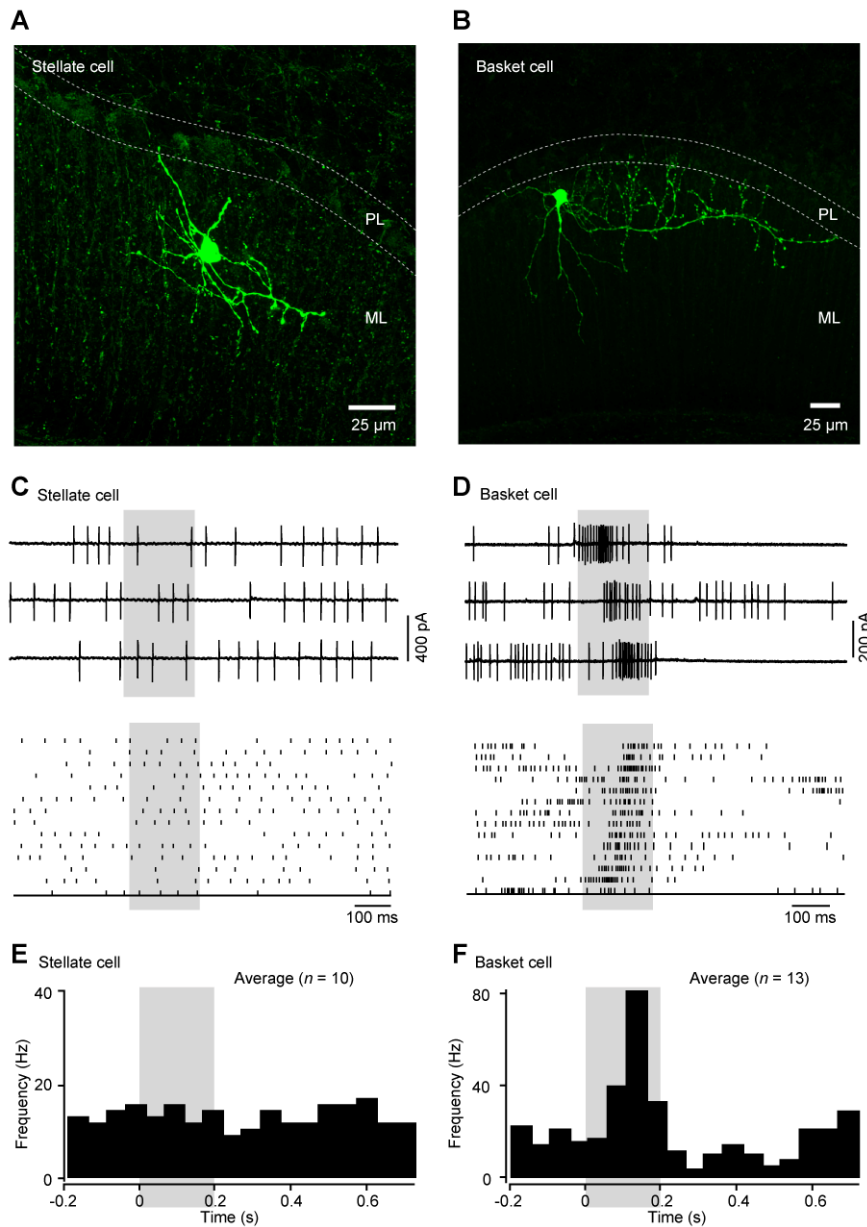 A
Stellate cell
PL
ML
25 µm
B
Basket cell
PL
ML
25 µm
C
Stellate cell
400 pA
100 ms
D
Basket cell
200 pA
100 ms
E
Stellate cell
Average (n = 10)
Frequency (Hz)
40
20
0
-0.2 0 0.2 0.4 0.6
Time (s)
F
Basket cell
Average (n = 13)
Frequency (Hz)
80
40
0
-0.2 0 0.2 0.4 0.6
Time (s)